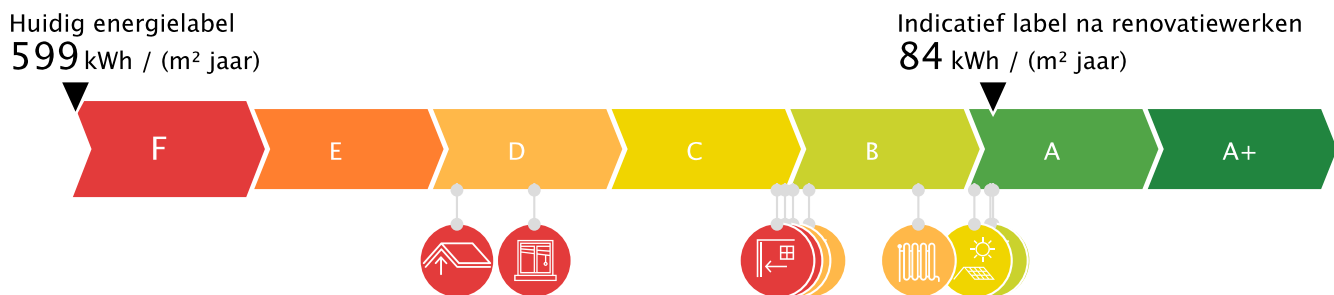 Huidig energielabel
599 kWh / (m² jaar)
Indicatief label na renovatiewerken
84 kWh / (m² jaar)
F
E
D
C
B
A
A+